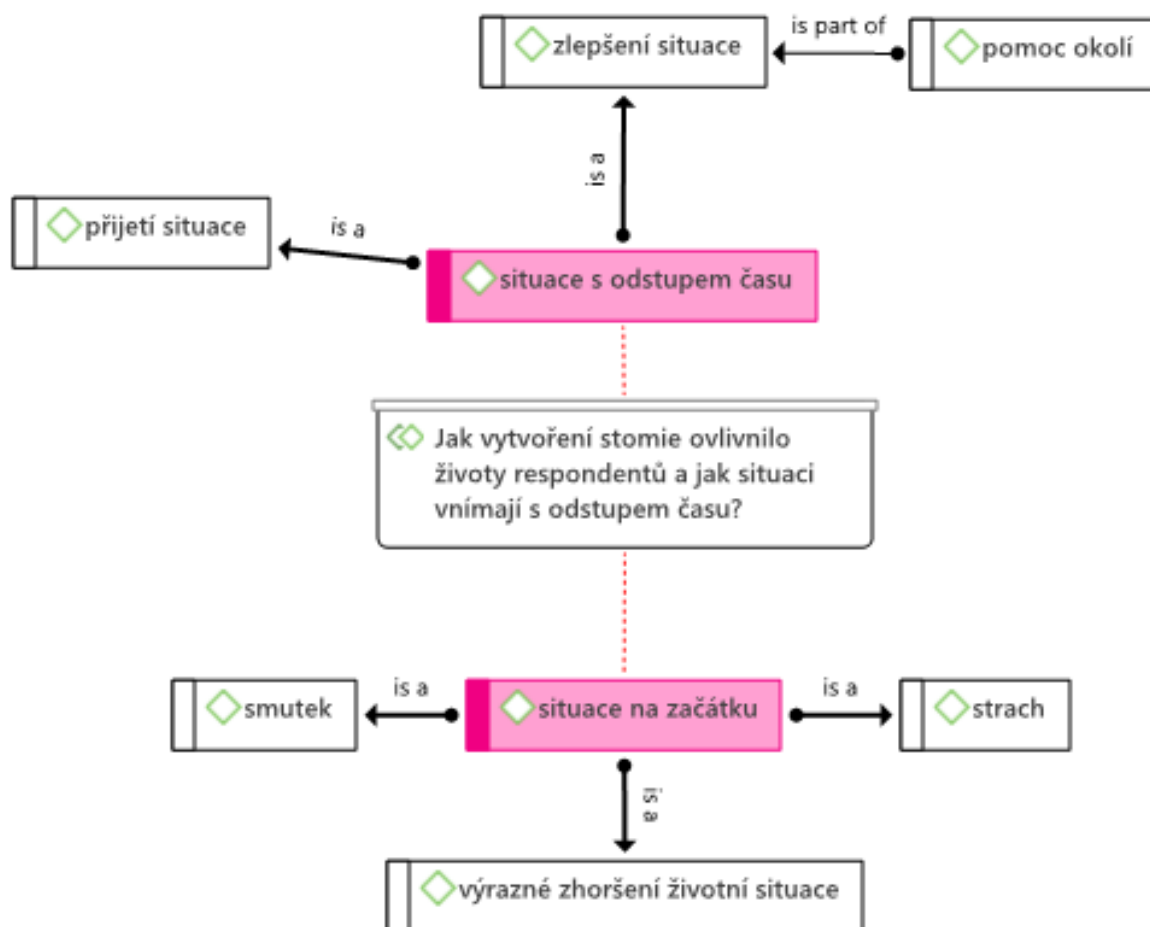 is part of
zlepšení situace
pomoc okolí
is a
přijetí situace
is a
situace s odstupem času
Jak vytvoření stomie ovlivnilo
životy respondentů a jak situaci
vnímají s odstupem času?
smutek
is a
situace na začátku
is a
strach
is a
výrazné zhoršení životní situace